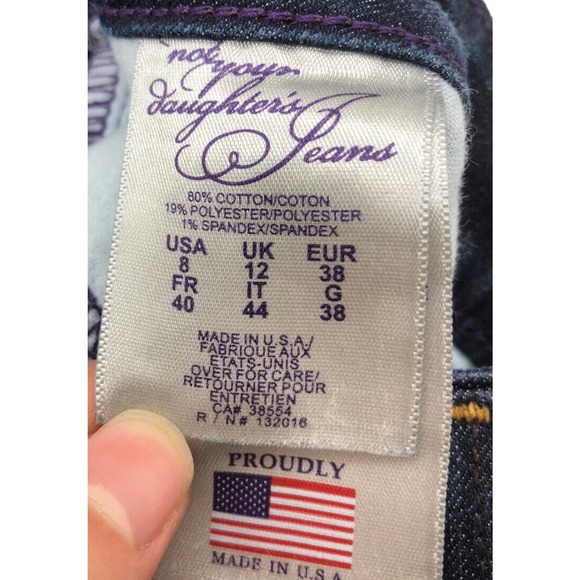 not your
daughter's
Jeans
80% COTTON/COTON
19% POLYESTER/POLYESTER
1% SPANDEX/SPANDEX
USA UK EUR
8 12 38
FR IT G
40 44 38
MADE IN U.S.A./
FABRIQUE AUX
ETATS-UNIS
OVER FOR CARE/
RETOURNER POUR
ENTRETIEN
CA# 38554
R / N# 132016
PROUDLY
MADE IN U.S.A